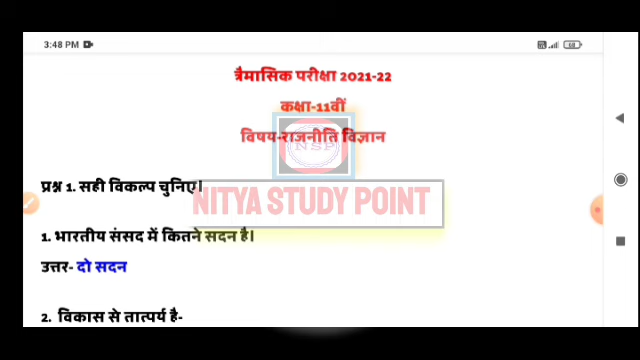 3:48 PM
68
त्रैमासिक परीक्षा 2021-22
कक्षा-11वीं
विषय-राजनीति विज्ञान
NSP
प्रश्न 1. सही विकल्प चुनिए।
NITYA STUDY POINT
1. भारतीय संसद में कितने सदन है।
उत्तर- दो सदन
2. विकास से तात्पर्य है-